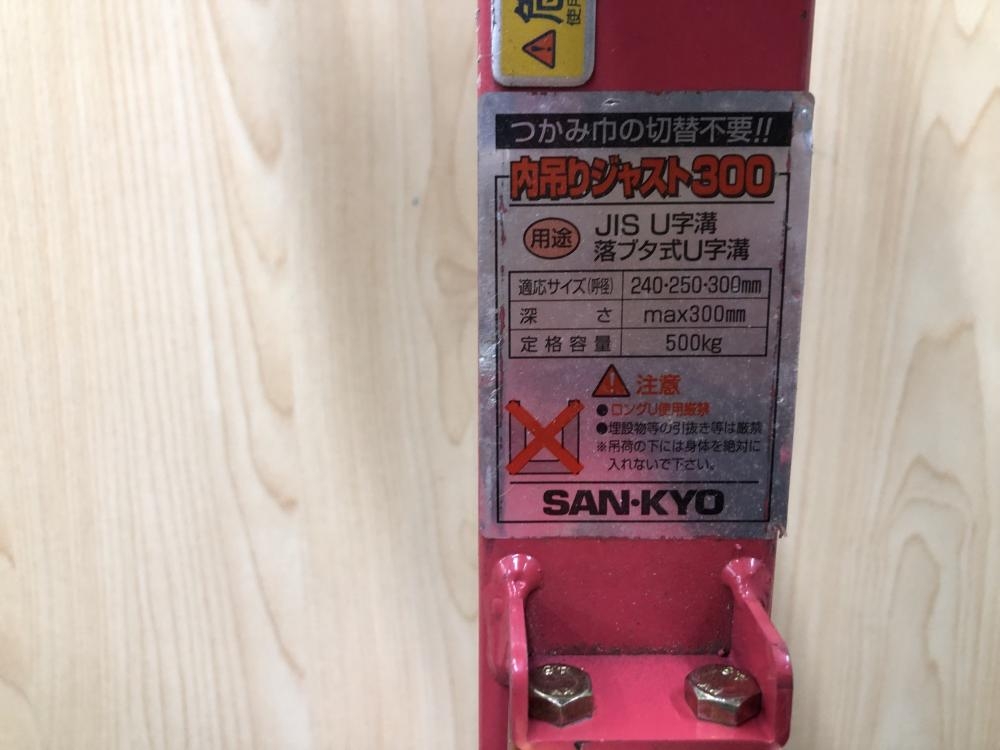 危
使用
つかみ巾の切替不要!!
内吊りジャスト300
用途
JIS U字溝
落ブタ式U字溝
適応サイズ(呼径) 240・250・300mm
深さ max300mm
定格容量 500kg
注意
●ロングU使用厳禁
●埋設物等の引抜き等は厳禁
※吊荷の下には身体を絶対に
入れないで下さい。
SAN・KYO